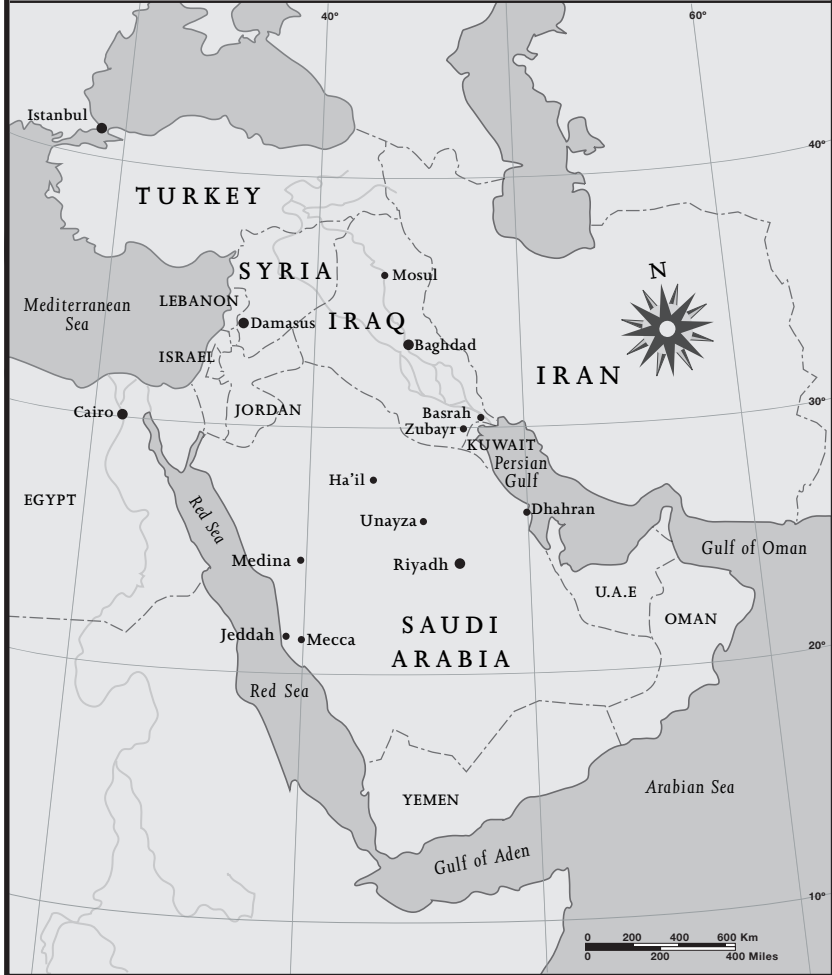 40°
60°
Istanbul
40°
TURKEY
N
SYRIA
Mosul
LEBANON
Mediterranean
Sea
Damasus
IRAQ
Baghdad
ISRAEL
IRAN
30°
Cairo
JORDAN
Basrah
Zubayr
KUWAIT
Persian
Gulf
Ha'il
EGYPT
Red Sea
Dhahran
Unayza
Gulf of Oman
Medina
Riyadh
U.A.E
OMAN
SAUDI
ARABIA
Jeddah
Mecca
20°
Red Sea
Arabian Sea
YEMEN
Gulf of Aden
10°
0 200 400 600 Km
0 200 400 Miles